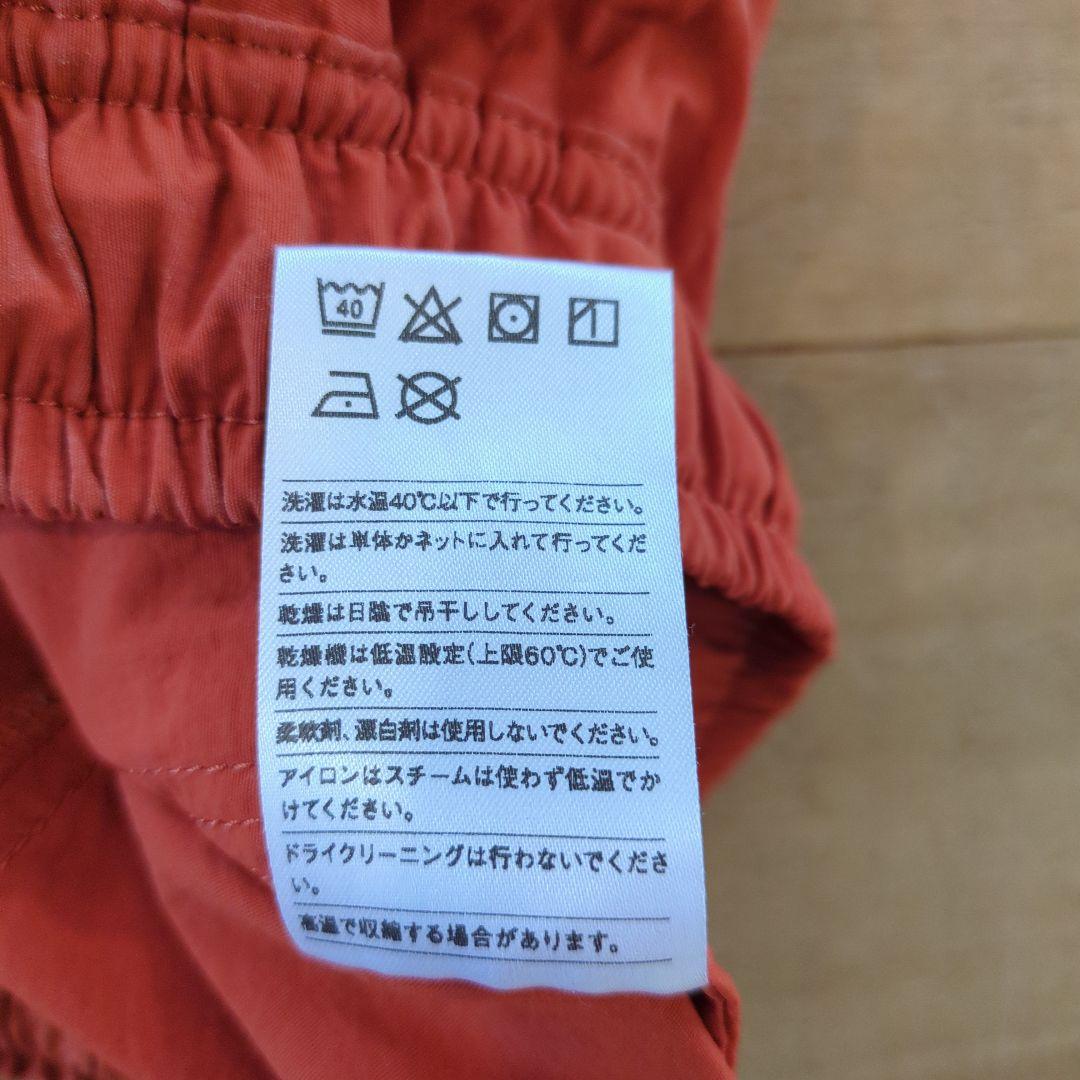 40
洗濯は水温40℃以下で行ってください。
洗濯は単体かネットに入れて行ってくだ
さい。
乾燥は日陰で吊干ししてください。
乾燥機は低温設定(上限60℃)でご使
用ください。
柔軟剤、漂白剤は使用しないでください。
アイロンはスチームは使わず低温でか
けてください。
ドライクリーニングは行わないでくださ
い。
高温で収縮する場合があります。